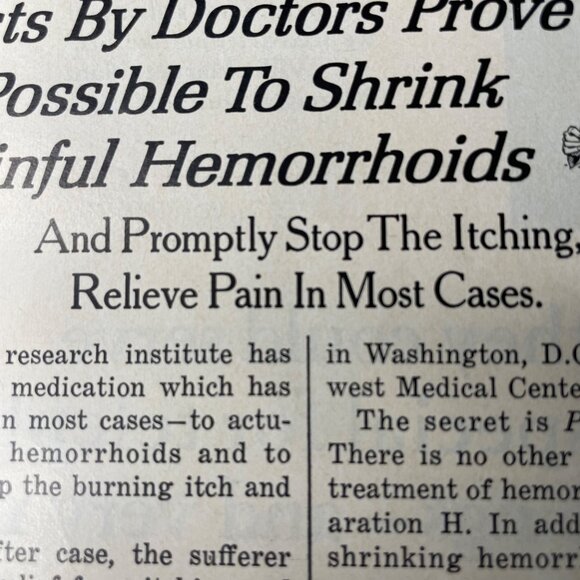 sts By Doctors Prove
Possible To Shrink
inful Hemorrhoids
And Promptly Stop The Itching,
Relieve Pain In Most Cases.
research institute has
medication which has
n most cases—to actu-
hemorrhoids and to
p the burning itch and
fter case, the sufferer
in Washington, D.C
west Medical Cente
The secret is P
There is no other
treatment of hemor
aration H. In add
shrinking hemorr